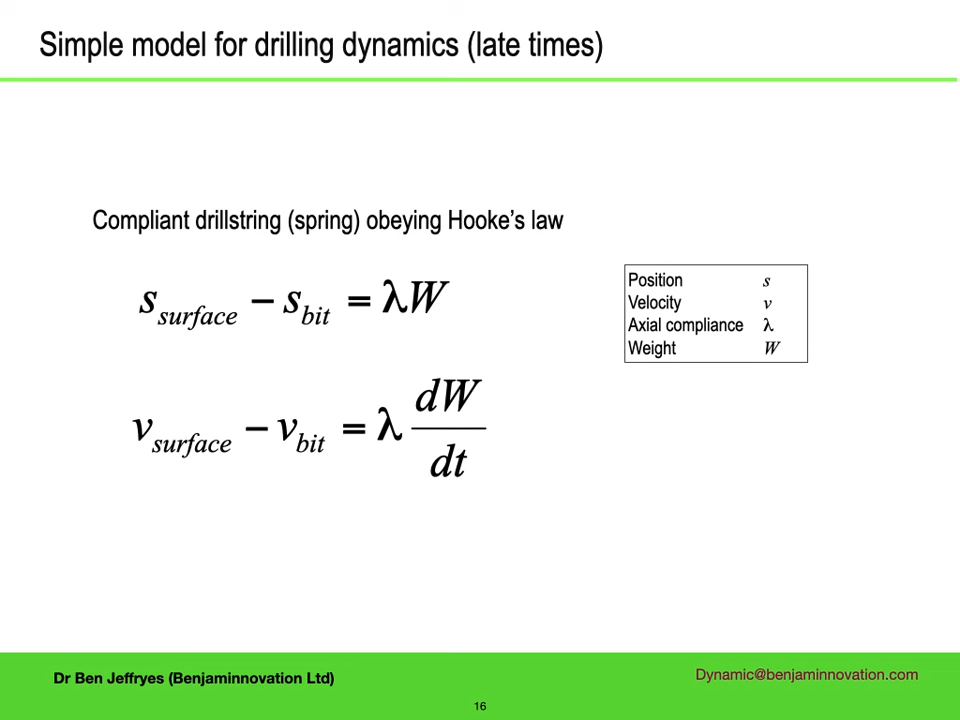 Simple model for drilling dynamics (late times)
Compliant drillstring (spring) obeying Hooke's law
s_surface − s_bit = λW
v_surface − v_bit = λ dW/dt
Position s
Velocity v
Axial compliance λ
Weight W
Dr Ben Jeffryes (Benjaminnovation Ltd)
Dynamic@benjaminnovation.com
16